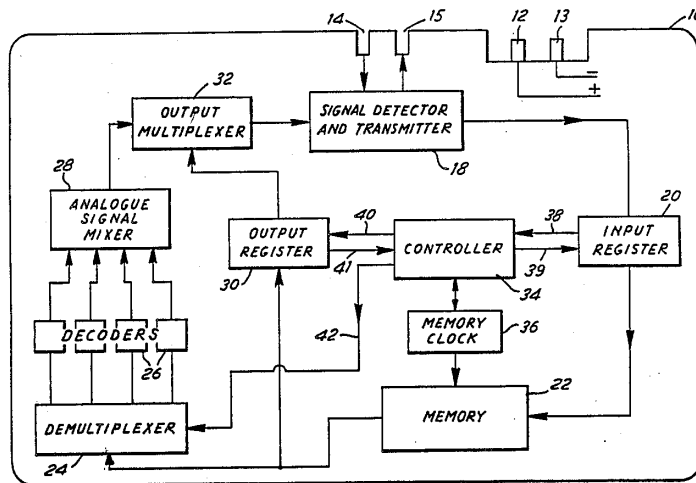 14 15 12 13 10
−
+
32
OUTPUT
MULTIPLEXER
SIGNAL DETECTOR
AND TRANSMITTER
18
28
ANALOGUE
SIGNAL
MIXER
OUTPUT
REGISTER
30
40
41
CONTROLLER
34
38
39
20
INPUT
REGISTER
42
MEMORY
CLOCK
36
DECODERS
26
22
MEMORY
DEMULTIPLEXER
24